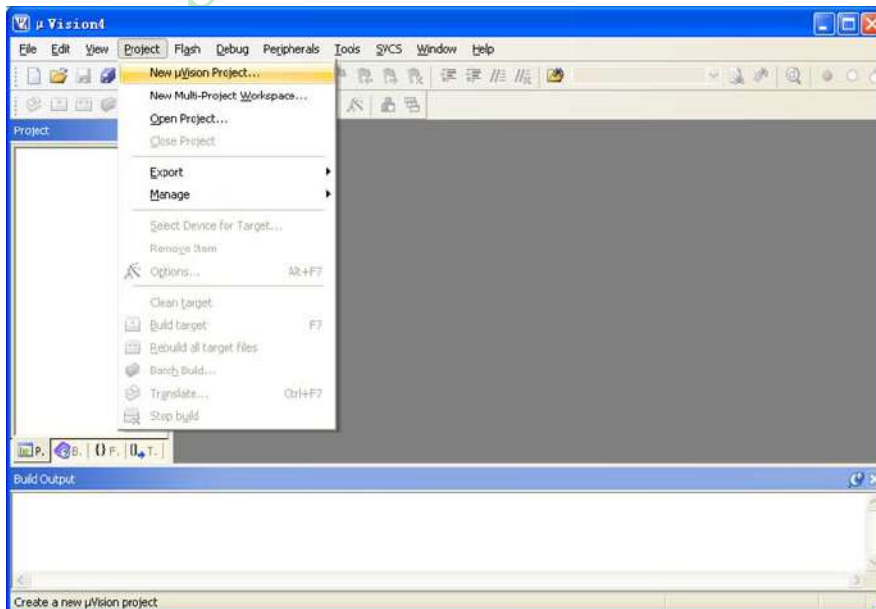 μVision4
File Edit View Project Flash Debug Peripherals Tools SVCS Window Help
New μVision Project...
New Multi-Project Workspace...
Open Project...
Close Project
Project
Export
Manage
Select Device for Target...
Remove Item
Options... Alt+F7
Clean target
Build target F7
Rebuild all target files
Batch Build...
Translate... Ctrl+F7
Stop build
P. B. {} F. 0 T.
Build Output
Create a new μVision project